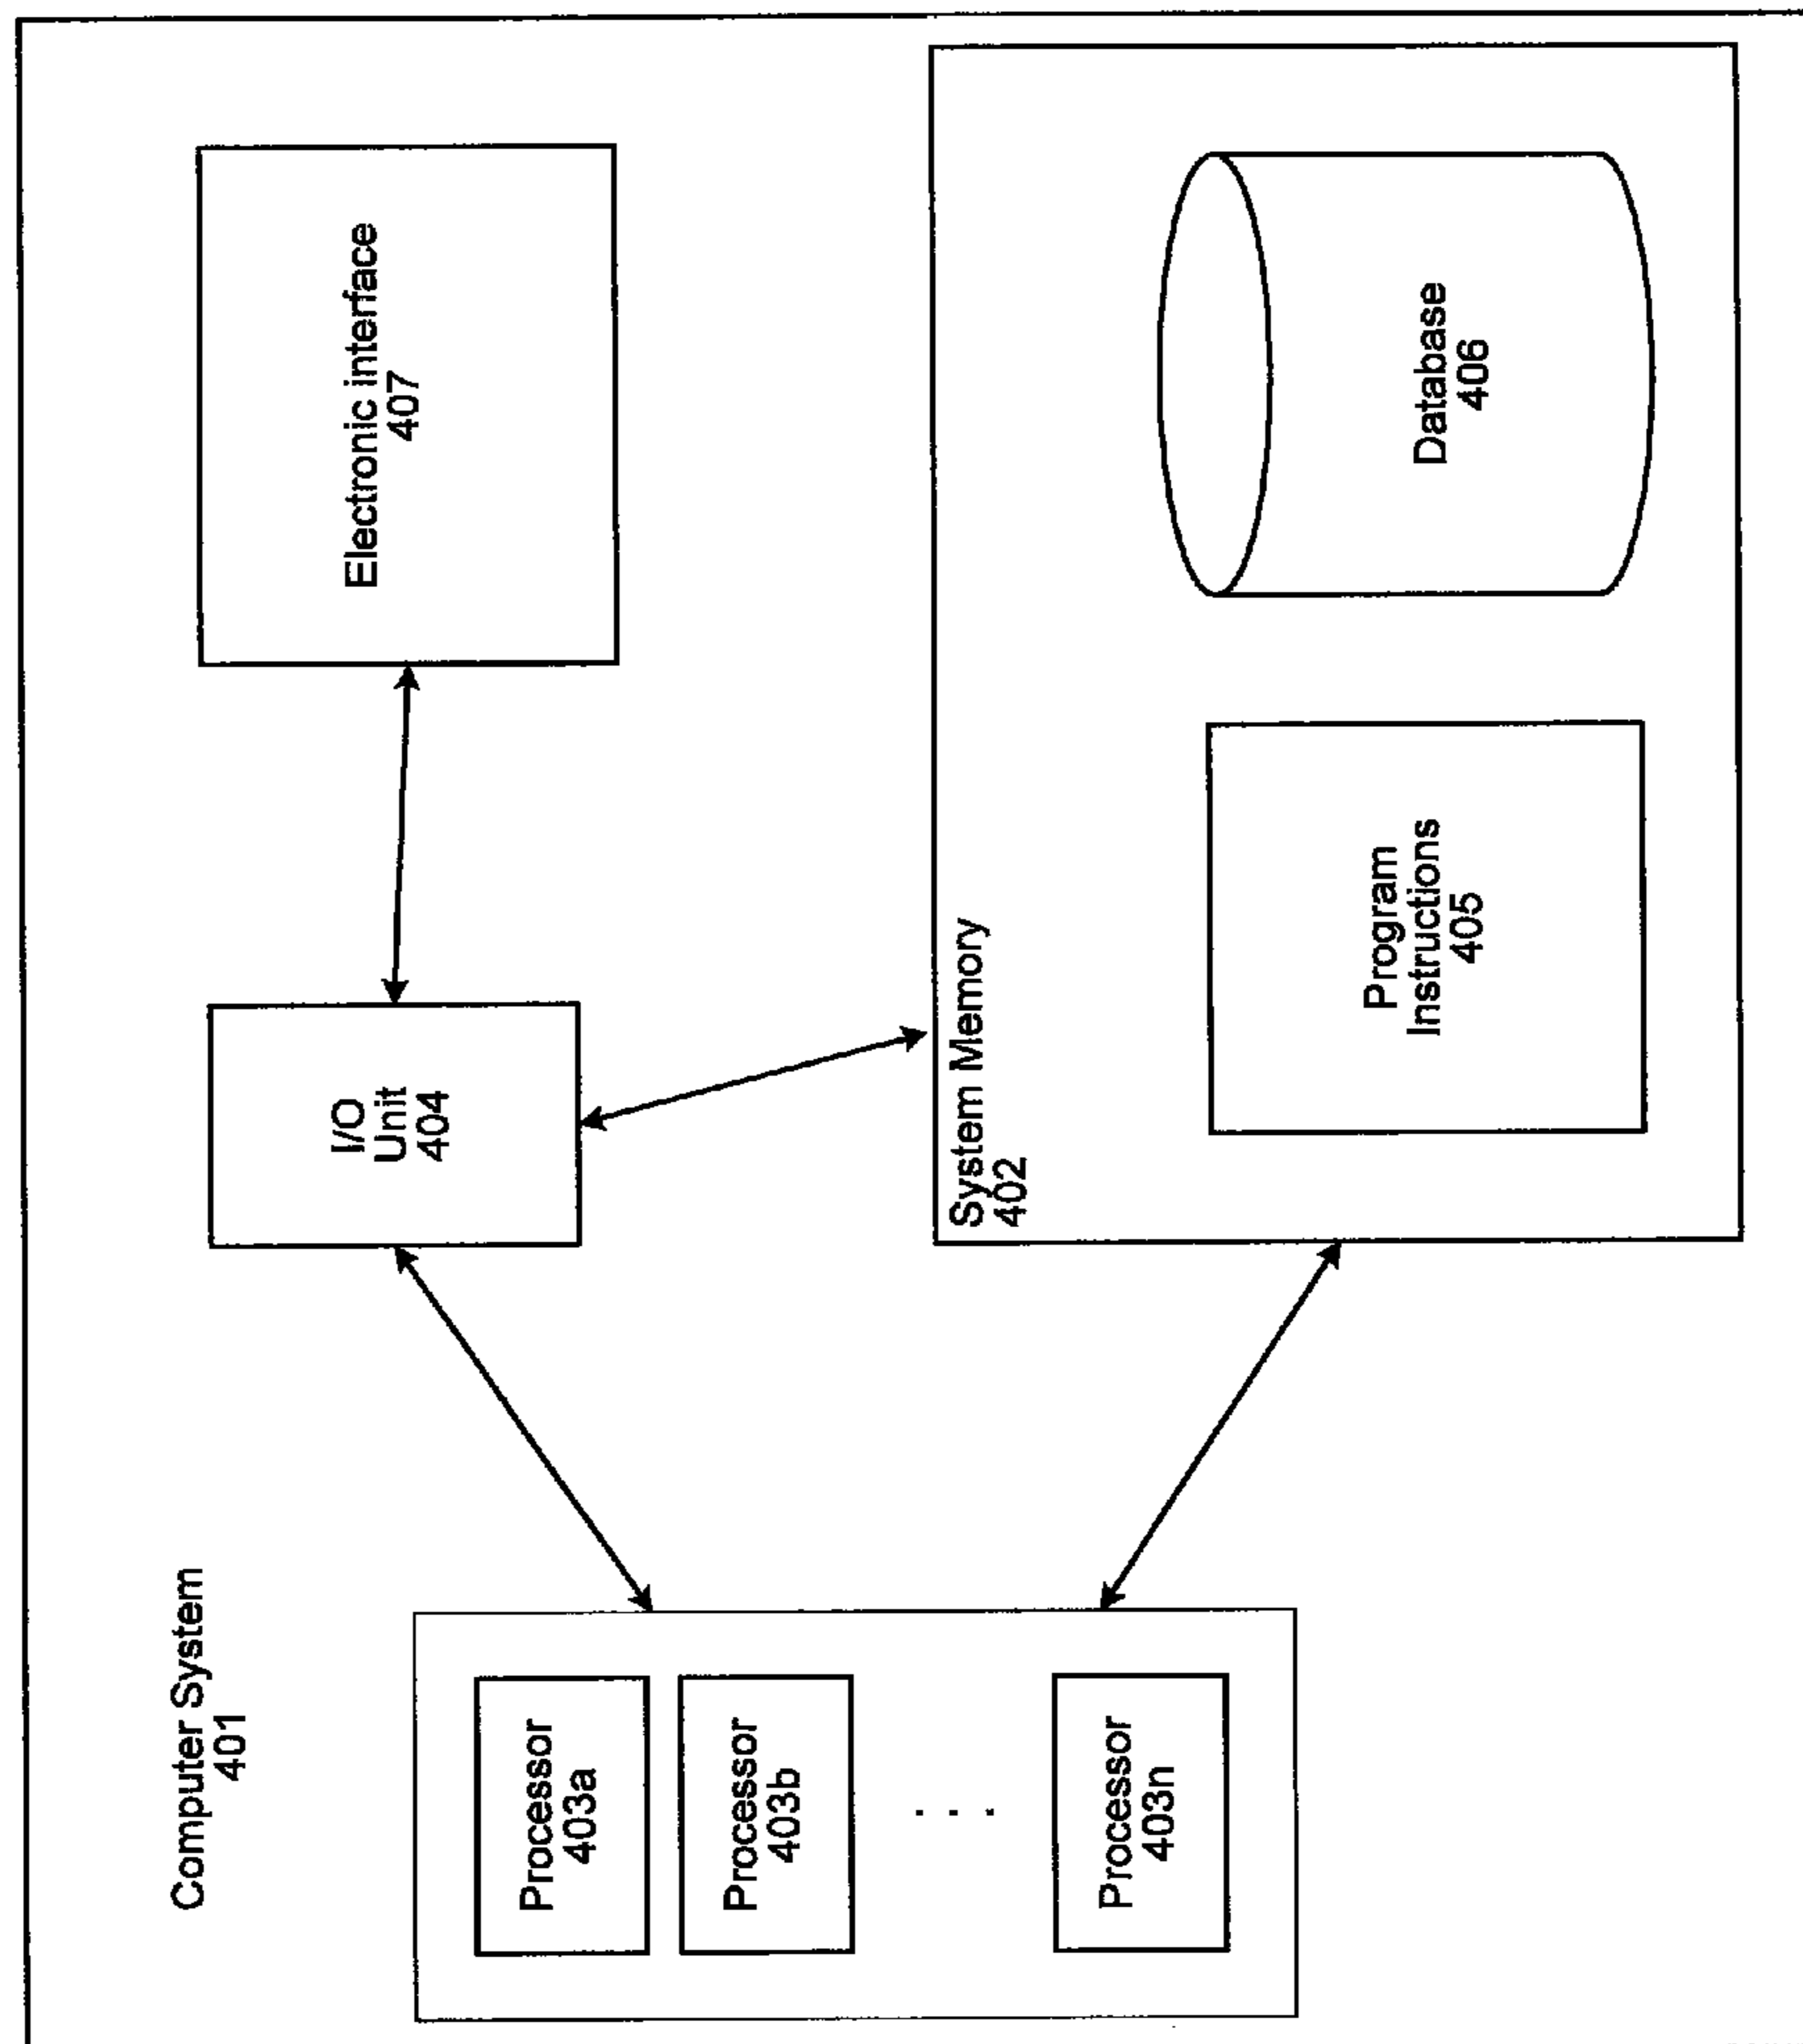 Computer System
401
Processor
403a
Processor
403b
. . .
Processor
403n
I/O
Unit
404
Electronic interface
407
System Memory
402
Program
Instructions
405
Database
406